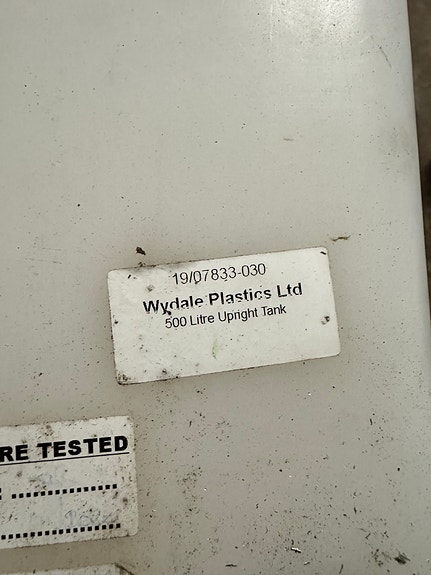 19/07833-030
Wydale Plastics Ltd
500 Litre Upright Tank
RE TESTED